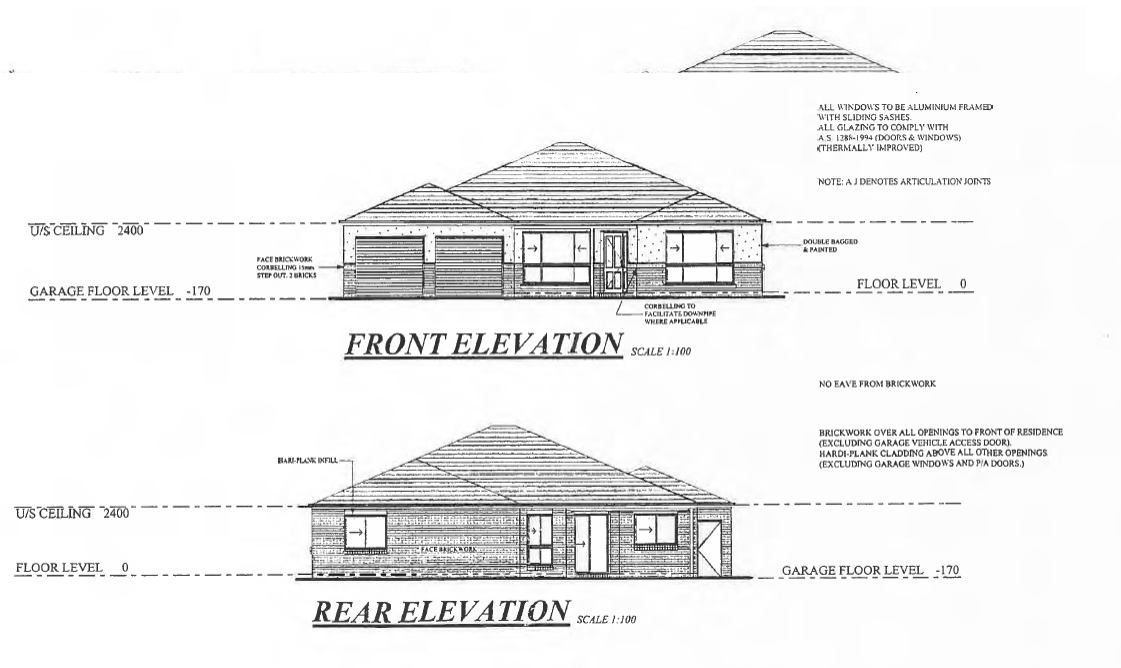 ALL WINDOWS TO BE ALUMINIUM FRAMED
WITH SLIDING SASHES.
ALL GLAZING TO COMPLY WITH
A.S. 1288-1994 (DOORS & WINDOWS)
(THERMALLY IMPROVED)
NOTE: A J DENOTES ARTICULATION JOINTS
U/S CEILING 2400
DOUBLE BAGGED
& PAINTED
FACE BRICKWORK
CORBELLING 15mm
STEP OUT. 2 BRICKS
GARAGE FLOOR LEVEL -170
FLOOR LEVEL 0
CORBELLING TO
FACILITATE DOWNPIPE
WHERE APPLICABLE
FRONT ELEVATION SCALE 1:100
NO EAVE FROM BRICKWORK
BRICKWORK OVER ALL OPENINGS TO FRONT OF RESIDENCE
(EXCLUDING GARAGE VEHICLE ACCESS DOOR).
HARDI-PLANK CLADDING ABOVE ALL OTHER OPENINGS
(EXCLUDING GARAGE WINDOWS AND P/A DOORS.)
HARI-PLANK INFILL
U/S CEILING 2400
FACE BRICKWORK
FLOOR LEVEL 0
GARAGE FLOOR LEVEL -170
REAR ELEVATION SCALE 1:100